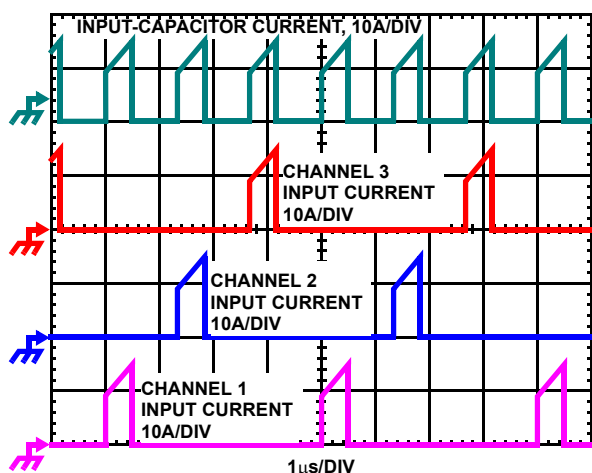 INPUT-CAPACITOR CURRENT, 10A/DIV
CHANNEL 3
INPUT CURRENT
10A/DIV
CHANNEL 2
INPUT CURRENT
10A/DIV
CHANNEL 1
INPUT CURRENT
10A/DIV
1μs/DIV